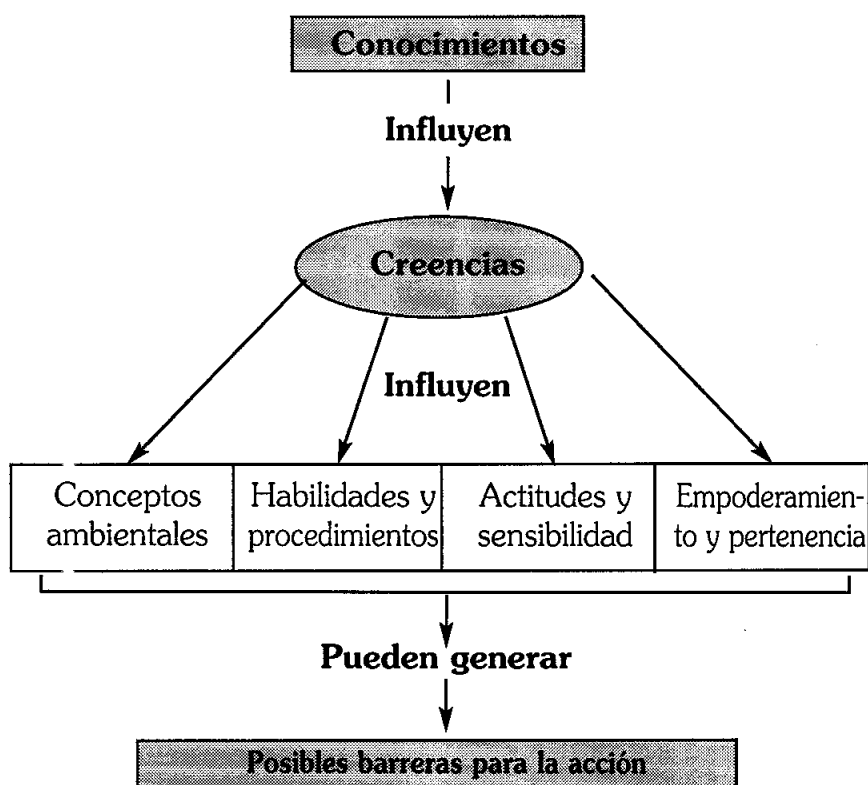 Conocimientos
Influyen
Creencias
Influyen
Conceptos
ambientales
Habilidades y
procedimientos
Actitudes y
sensibilidad
Empoderamien-
to y pertenencia
Pueden generar
Posibles barreras para la acción